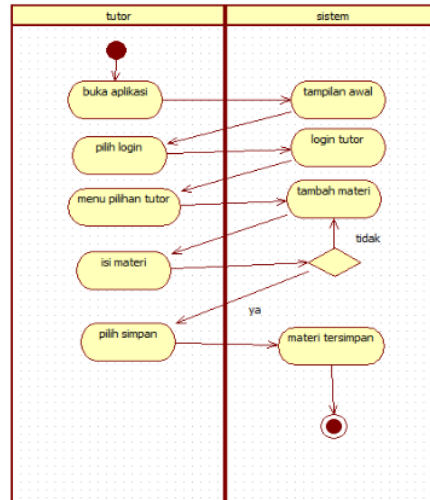 tutor
sistem
buka aplikasi
tampilan awal
pilih login
login tutor
menu pilihan tutor
tambah materi
tidak
isi materi
ya
pilih simpan
materi tersimpan